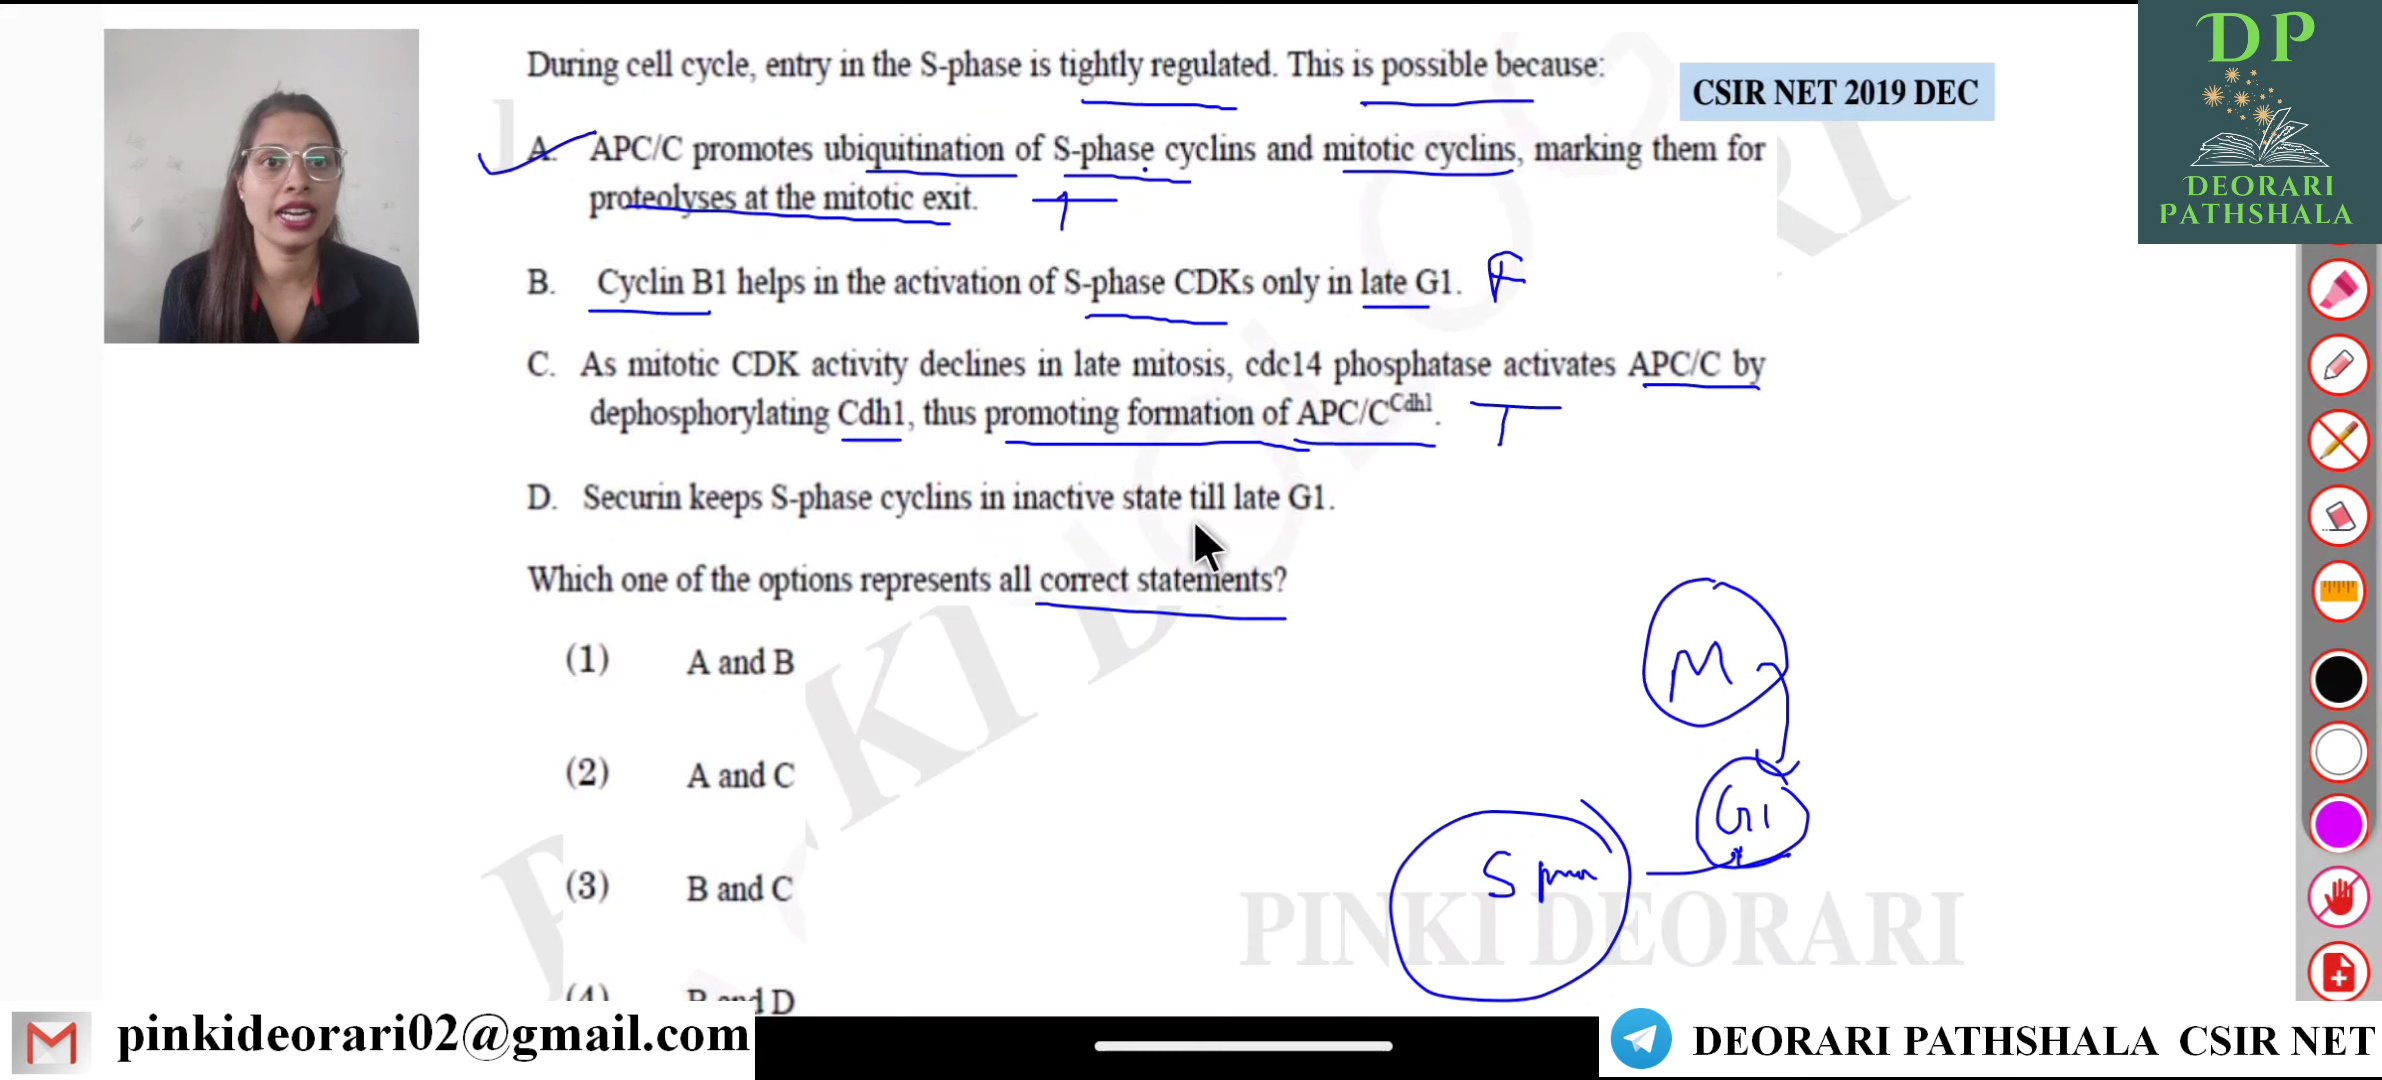 During cell cycle, entry in the S-phase is tightly regulated. This is possible because:
CSIR NET 2019 DEC
DP
DEORARI
PATHSHALA
A. APC/C promotes ubiquitination of S-phase cyclins and mitotic cyclins, marking them for
proteolyses at the mitotic exit. T
B. Cyclin B1 helps in the activation of S-phase CDKs only in late G1. F
C. As mitotic CDK activity declines in late mitosis, cdc14 phosphatase activates APC/C by
dephosphorylating Cdh1, thus promoting formation of APC/C^Cdh1. T
D. Securin keeps S-phase cyclins in inactive state till late G1.
Which one of the options represents all correct statements?
(1) A and B
M
(2) A and C
G1
(3) B and C
S
PINKI DEORARI
(4) B and D
pinkideorari02@gmail.com
DEORARI PATHSHALA CSIR NET